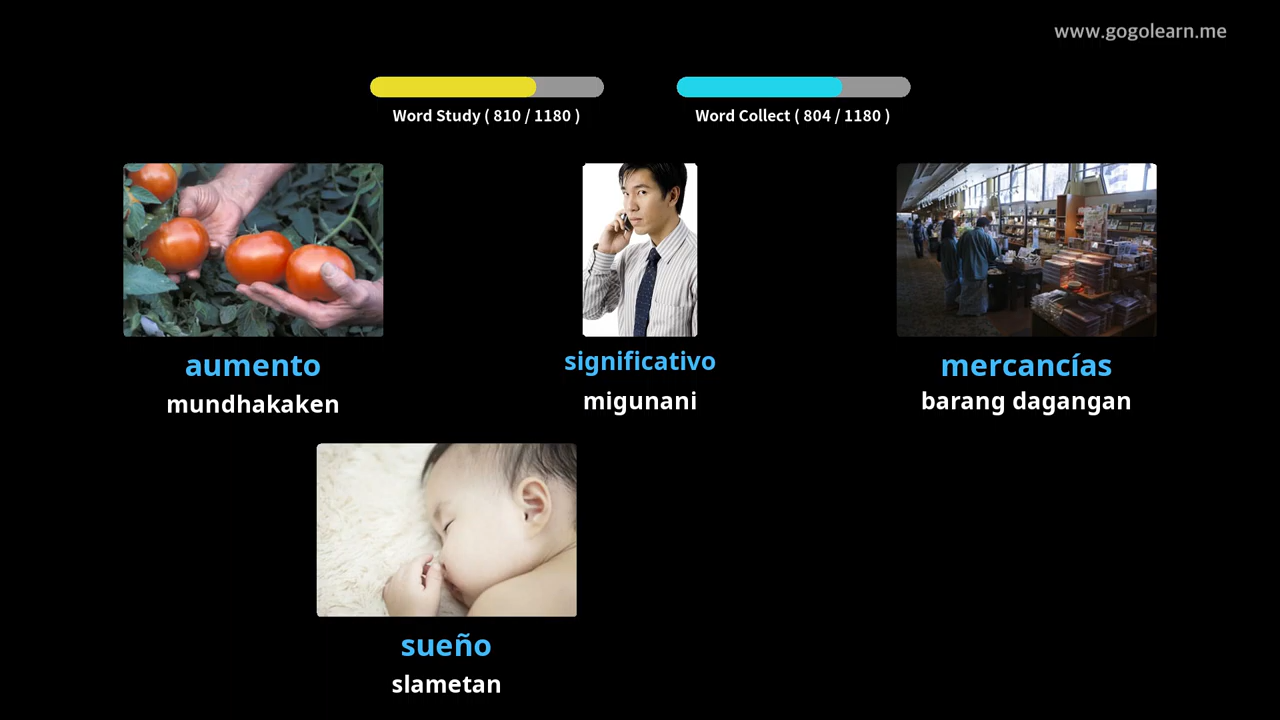 www.gogolearn.me
Word Study ( 810 / 1180 )
Word Collect ( 804 / 1180 )
aumento
mundhakaken
significativo
migunani
mercancías
barang dagangan
sueño
slametan